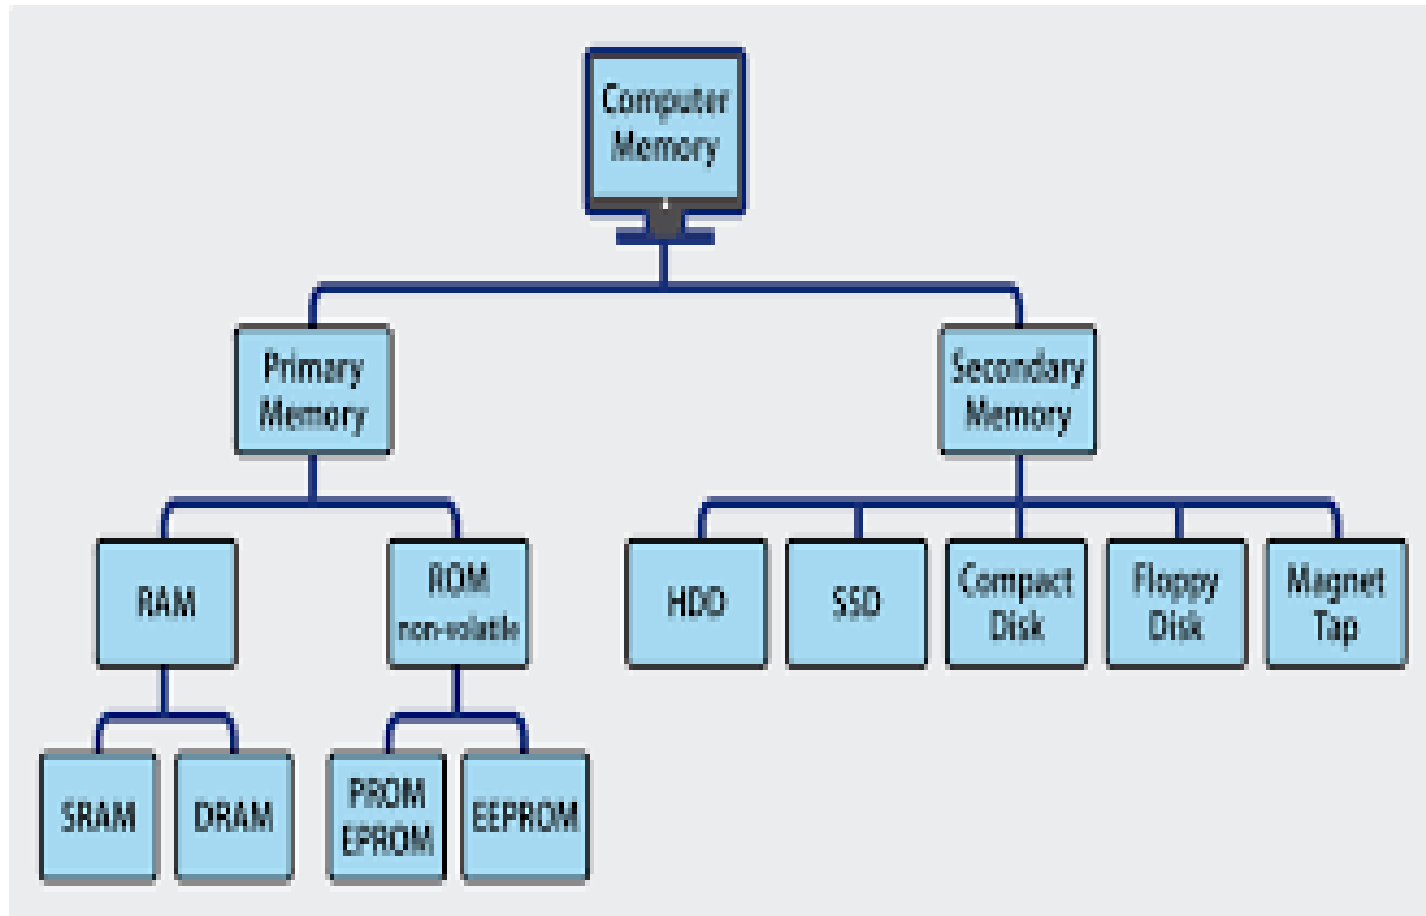 Computer
Memory
Primary
Memory
Secondary
Memory
RAM
ROM
non-volatle
HDD
SSD
Compact
Disk
Floppy
Disk
Magnet
Tap
SRAM
DRAM
PROM
EPROM
EEPROM